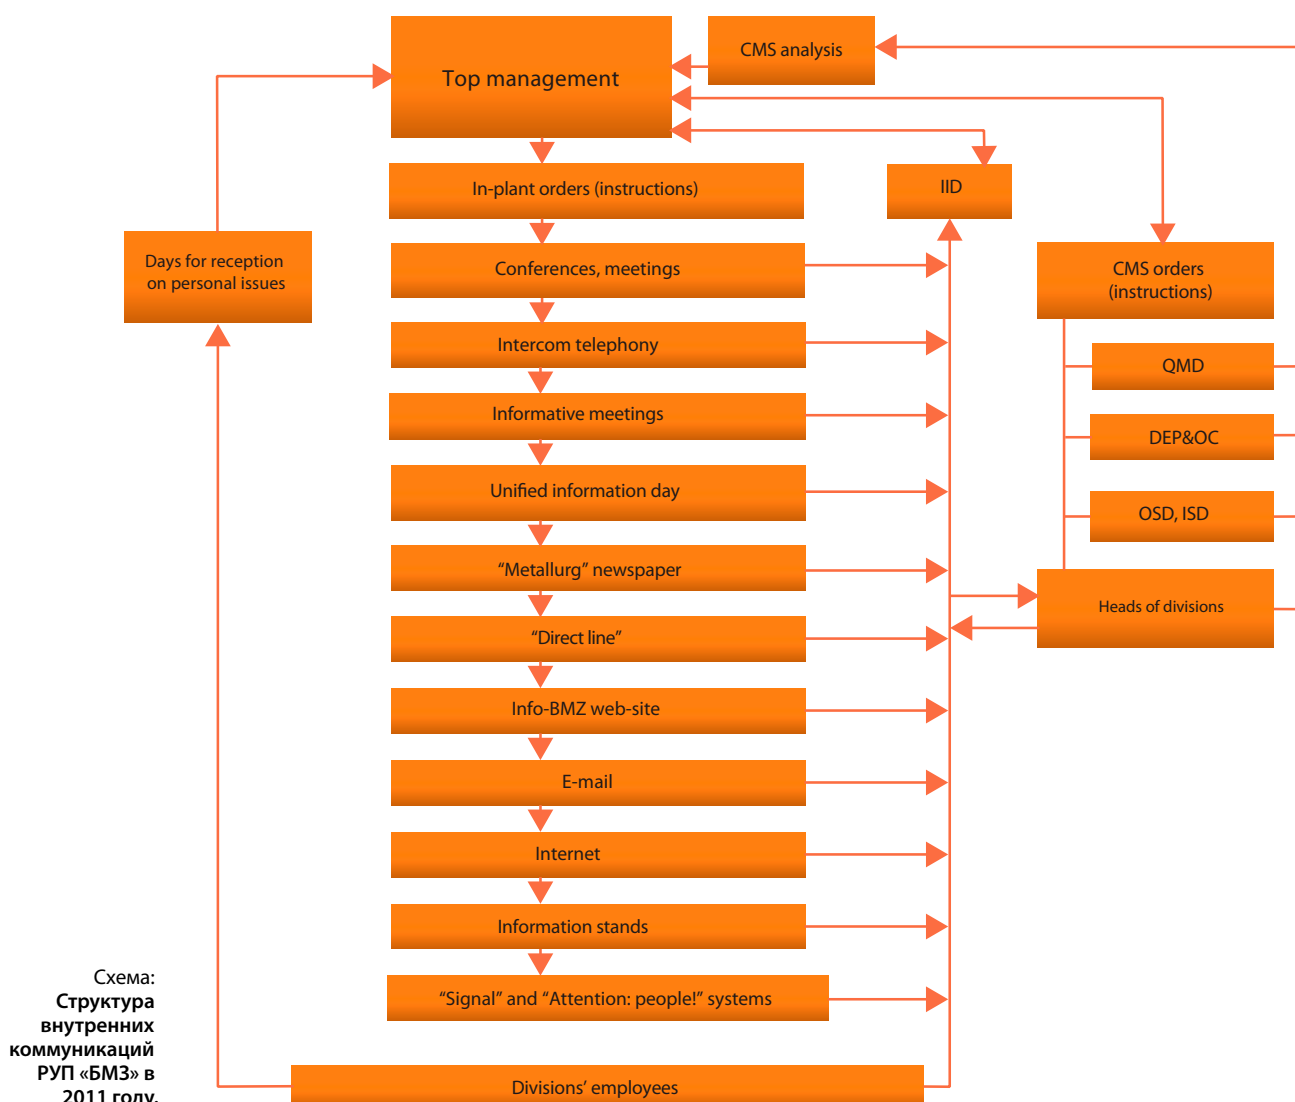 Top management
CMS analysis
In-plant orders (instructions)
IID
Days for reception
on personal issues
Conferences, meetings
CMS orders
(instructions)
Intercom telephony
QMD
Informative meetings
DEP&OC
Unified information day
OSD, ISD
“Metallurg” newspaper
Heads of divisions
“Direct line”
Info-BMZ web-site
E-mail
Internet
Information stands
“Signal” and “Attention: people!” systems
Схема:
Структура
внутренних
коммуникаций
РУП «БМЗ» в
2011 году.
Divisions’ employees